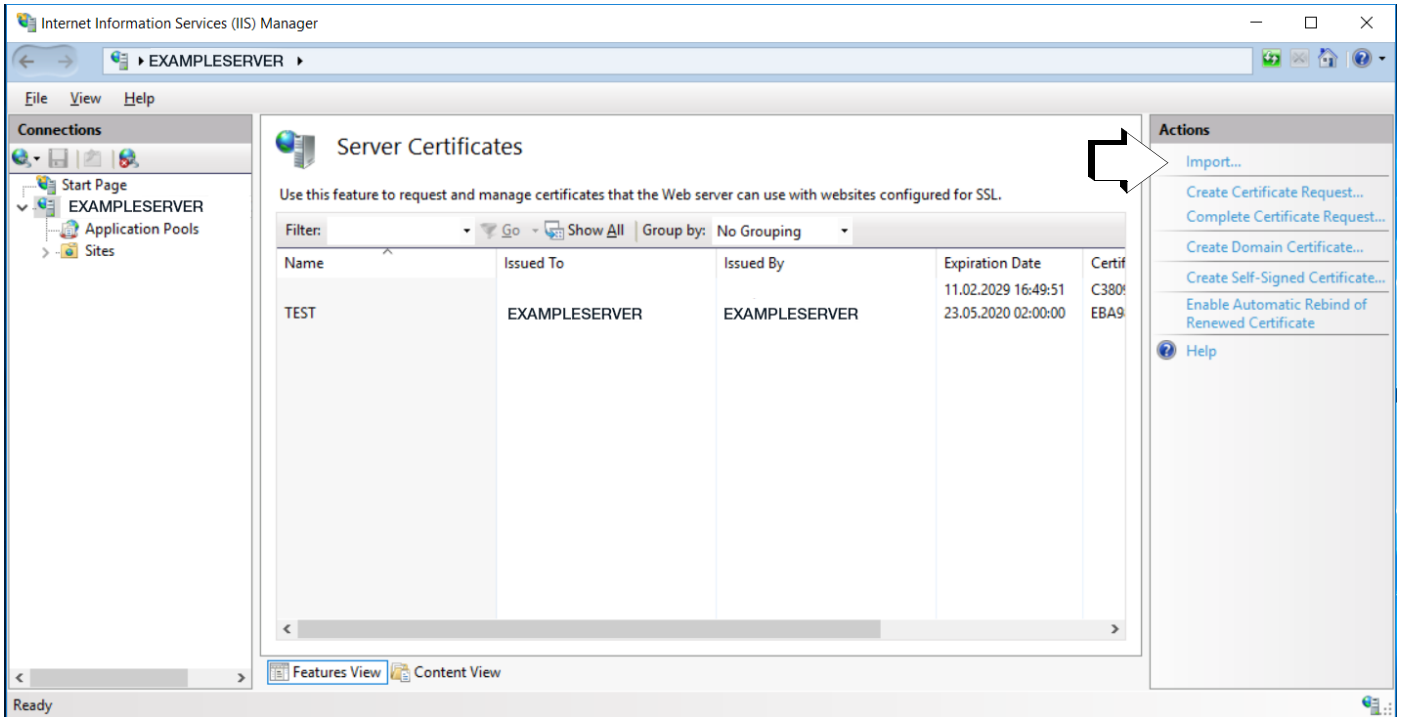 Internet Information Services (IIS) Manager
EXAMPLESERVER
File View Help
Connections
Start Page
EXAMPLESERVER
Application Pools
Sites
Server Certificates
Use this feature to request and manage certificates that the Web server can use with websites configured for SSL.
Filter: Go Show All Group by: No Grouping
Name Issued To Issued By Expiration Date Certif
11.02.2029 16:49:51 C3809
TEST EXAMPLESERVER EXAMPLESERVER 23.05.2020 02:00:00 EBA9
Features View Content View
Actions
Import...
Create Certificate Request...
Complete Certificate Request...
Create Domain Certificate...
Create Self-Signed Certificate...
Enable Automatic Rebind of
Renewed Certificate
Help
Ready